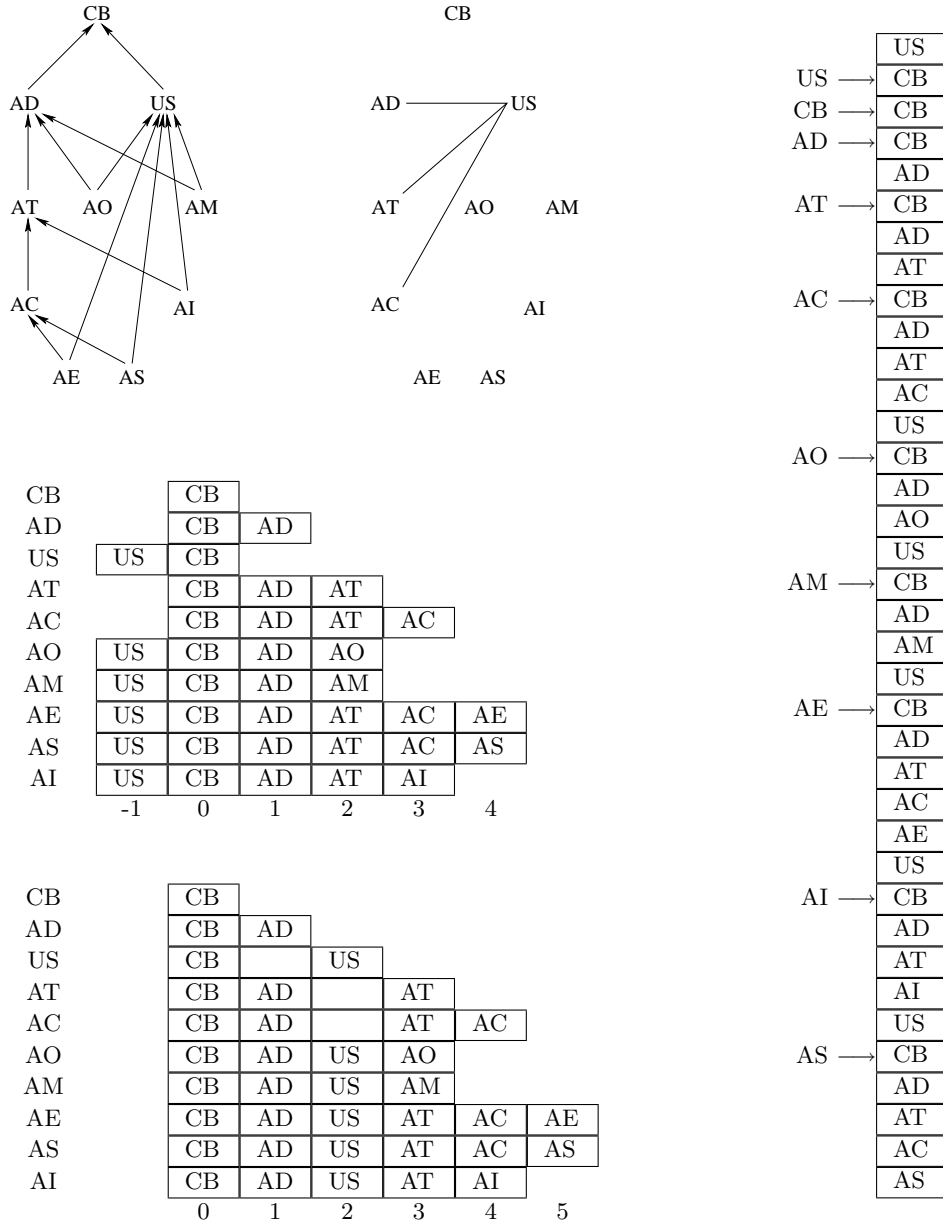 CB
AD US
AT AO AM
AC AI
AE AS
CB
AD US
AT AO AM
AC AI
AE AS
CB CB
AD CB AD
US US CB
AT CB AD AT
AC CB AD AT AC
AO US CB AD AO
AM US CB AD AM
AE US CB AD AT AC AE
AS US CB AD AT AC AS
AI US CB AD AT AI
-1 0 1 2 3 4
CB CB
AD CB AD
US CB US
AT CB AD AT
AC CB AD AT AC
AO CB AD US AO
AM CB AD US AM
AE CB AD US AT AC AE
AS CB AD US AT AC AS
AI CB AD US AT AI
0 1 2 3 4 5
US
US CB
CB CB
AD CB
AD
AT CB
AD
AT
AC CB
AD
AT
AC
US
AO CB
AD
AO
US
AM CB
AD
AM
US
AE CB
AD
AT
AC
AE
US
AI CB
AD
AT
AI
US
AS CB
AD
AT
AC
AS